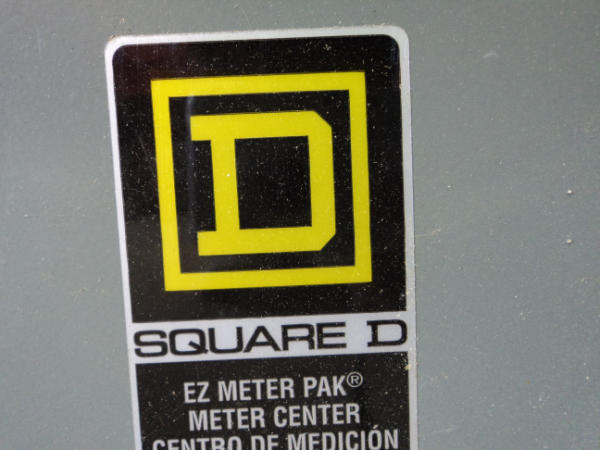 D
SQUARE D
EZ METER PAK®
METER CENTER
CENTRO DE MEDICIÓN